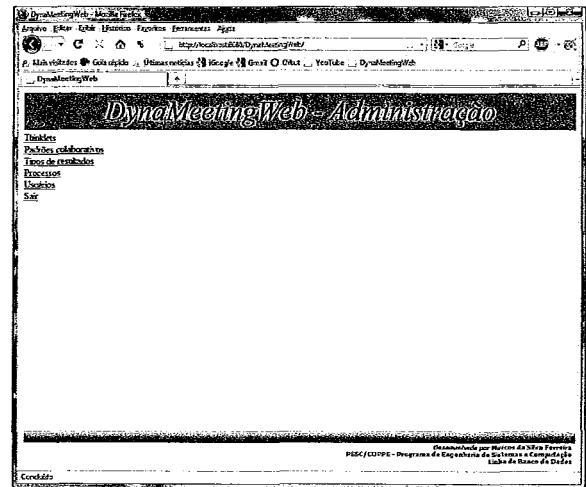 DynaMeetingWeb - Mozilla Firefox
Arquivo Editar Exibir Histórico Favoritos Ferramentas Ajuda
http://localhost:8080/DynaMeetingWeb/ Google
Mais visitados Guia rápido Últimas notícias iGoogle Gmail Orkut YouTube DynaMeetingWeb
DynaMeetingWeb
DynaMeetingWeb - Administração
Thinklets
Padrões colaborativos
Tipos de resultados
Processos
Usuários
Sair
Desenvolvido por Marcos da Silva Ferreira
PESC/COPPE - Programa de Engenharia de Sistemas e Computação
Linha de Banco de Dados
Concluído